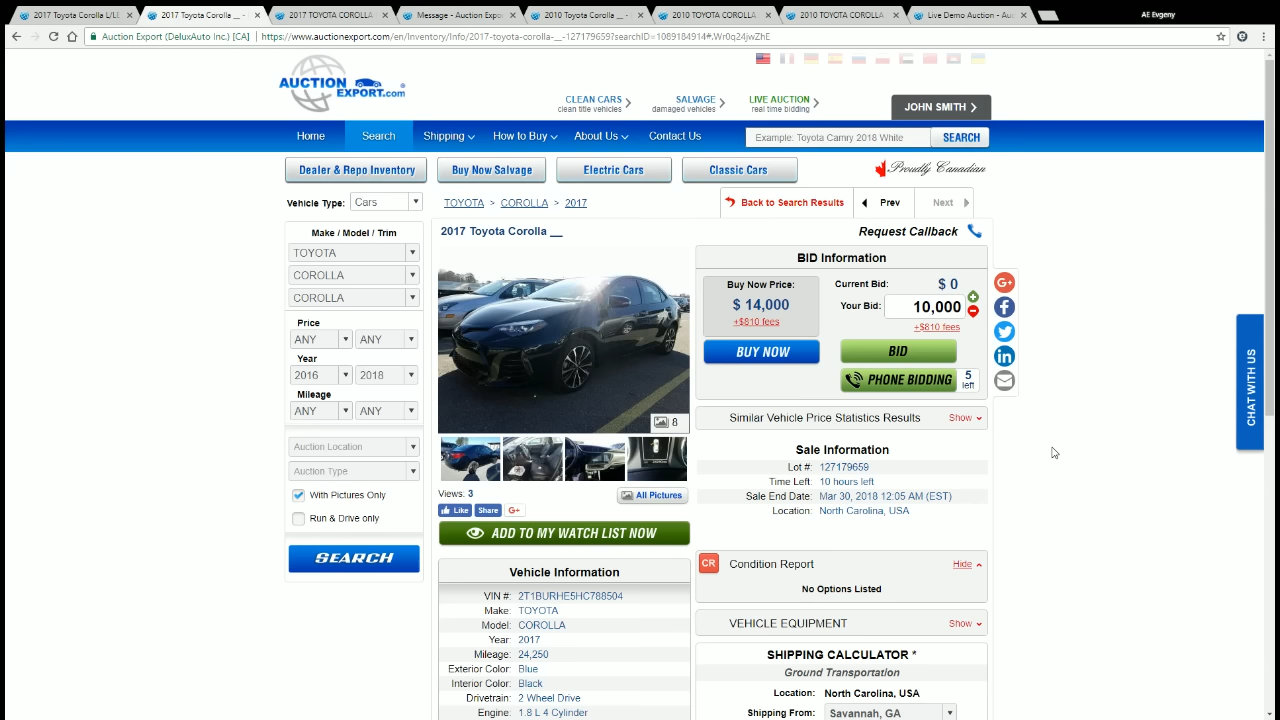 2017 Toyota Corolla L/LI
2017 Toyota Corolla __ -
2017 TOYOTA COROLLA
Message - Auction Expo
2010 Toyota Corolla __ -
2010 TOYOTA COROLLA
2010 TOYOTA COROLLA
Live Demo Auction - Au
AE Evgeny
Auction Export (DeluxAuto Inc.) [CA]
https://www.auctionexport.com/en/Inventory/Info/2017-toyota-corolla-__-127179659?searchID=1089184914#.Wr0q24jwZhE
AUCTION EXPORT.com
CLEAN CARS
clean title vehicles
SALVAGE
damaged vehicles
LIVE AUCTION
real time bidding
JOHN SMITH
Home
Search
Shipping
How to Buy
About Us
Contact Us
Example: Toyota Camry 2018 White
SEARCH
Dealer & Repo Inventory
Buy Now Salvage
Electric Cars
Classic Cars
Proudly Canadian
Vehicle Type:
Cars
TOYOTA > COROLLA > 2017
Back to Search Results
Prev
Next
Make / Model / Trim
TOYOTA
COROLLA
COROLLA
Price
ANY
ANY
Year
2016
2018
Mileage
ANY
ANY
Auction Location
Auction Type
With Pictures Only
Run & Drive only
SEARCH
2017 Toyota Corolla __
8
Views: 3
All Pictures
Like
Share
G+
ADD TO MY WATCH LIST NOW
Vehicle Information
VIN #: 2T1BURHE5HC788504
Make: TOYOTA
Model: COROLLA
Year: 2017
Mileage: 24,250
Exterior Color: Blue
Interior Color: Black
Drivetrain: 2 Wheel Drive
Engine: 1.8 L 4 Cylinder
Request Callback
BID Information
Buy Now Price:
$ 14,000
+$810 fees
BUY NOW
Current Bid: $ 0
Your Bid: 10,000
+$810 fees
BID
PHONE BIDDING
5 left
Similar Vehicle Price Statistics Results
Show
Sale Information
Lot #: 127179659
Time Left: 10 hours left
Sale End Date: Mar 30, 2018 12:05 AM (EST)
Location: North Carolina, USA
CR
Condition Report
Hide
No Options Listed
VEHICLE EQUIPMENT
Show
SHIPPING CALCULATOR *
Ground Transportation
Location: North Carolina, USA
Shipping From: Savannah, GA
G+
CHAT WITH US